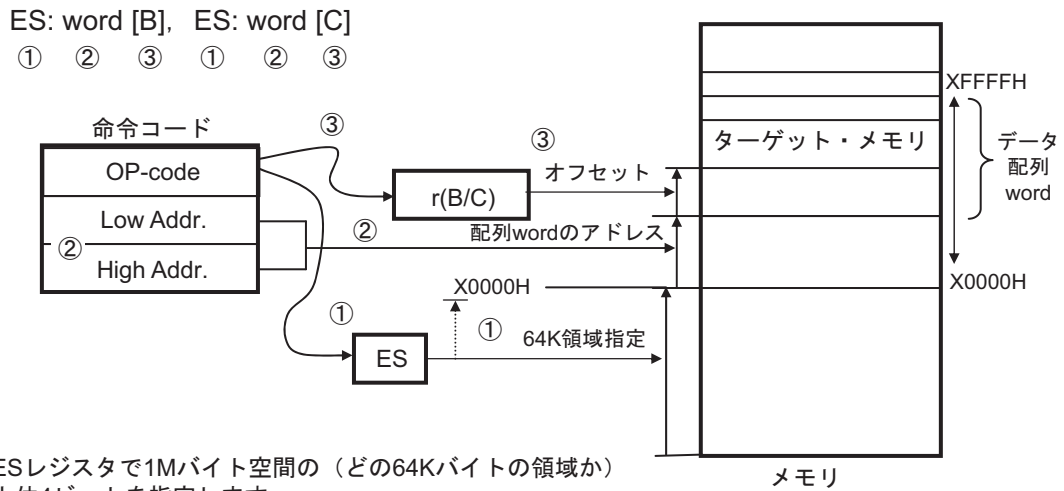 ES: word [B], ES: word [C]
① ② ③ ① ② ③
命令コード
OP-code
Low Addr.
②
High Addr.
③
r(B/C)
③
オフセット
②
配列wordのアドレス
X0000H
①
①
ES
64K領域指定
XFFFFH
ターゲット・メモリ
データ
配列
word
X0000H
メモリ
ESレジスタで1Mバイト空間の（どの64Kバイトの領域か）